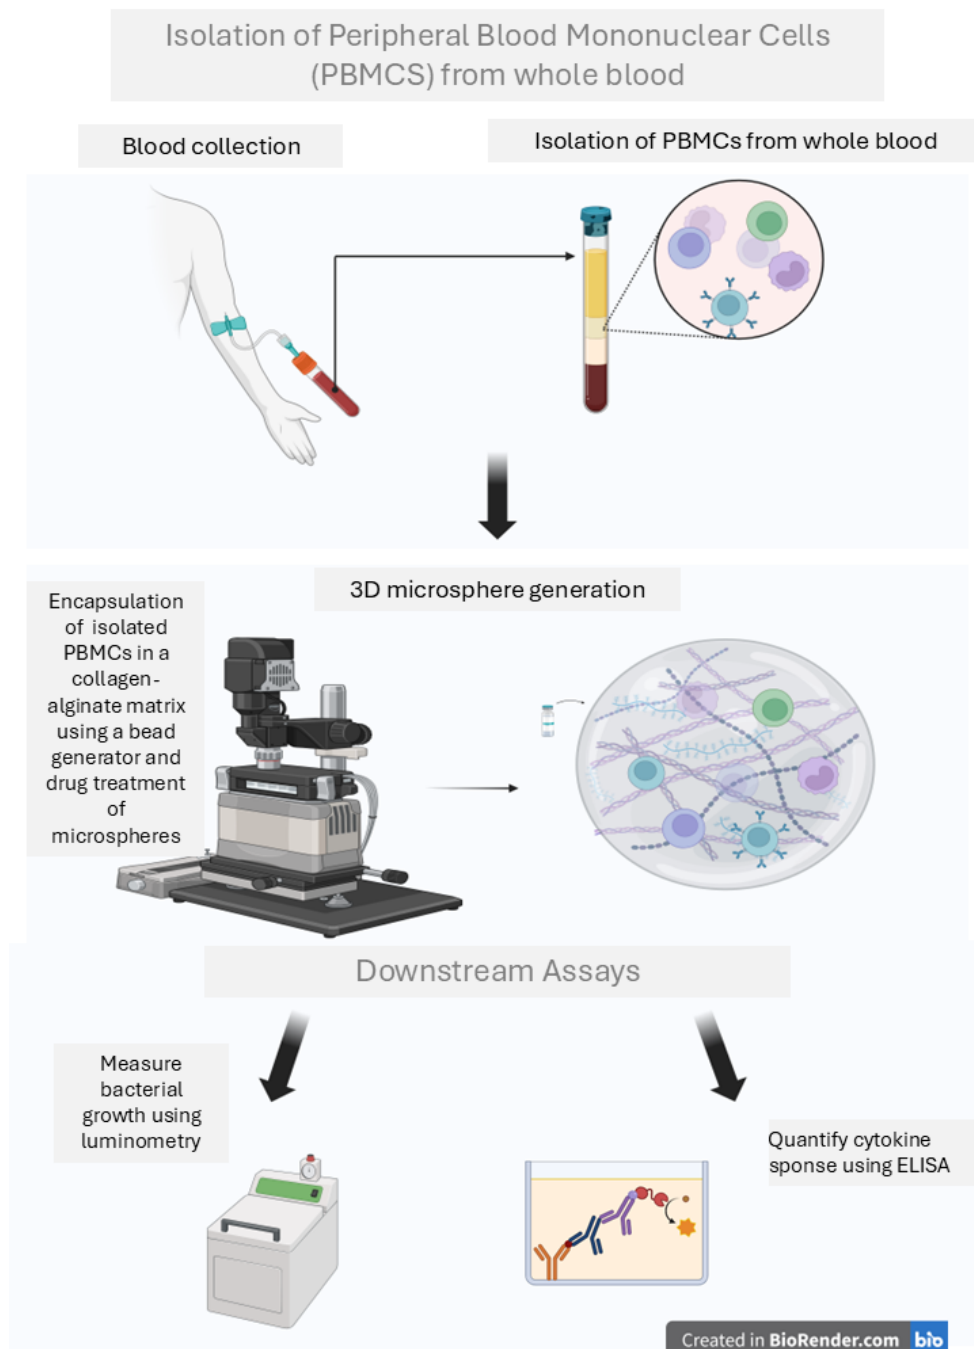 Isolation of Peripheral Blood Mononuclear Cells
(PBMCS) from whole blood
Blood collection
Isolation of PBMCs from whole blood
3D microsphere generation
Encapsulation
of isolated
PBMCs in a
collagen-
alginate matrix
using a bead
generator and
drug treatment
of
microspheres
Downstream Assays
Measure
bacterial
growth using
luminometry
Quantify cytokine
sponse using ELISA
Created in BioRender.com bio